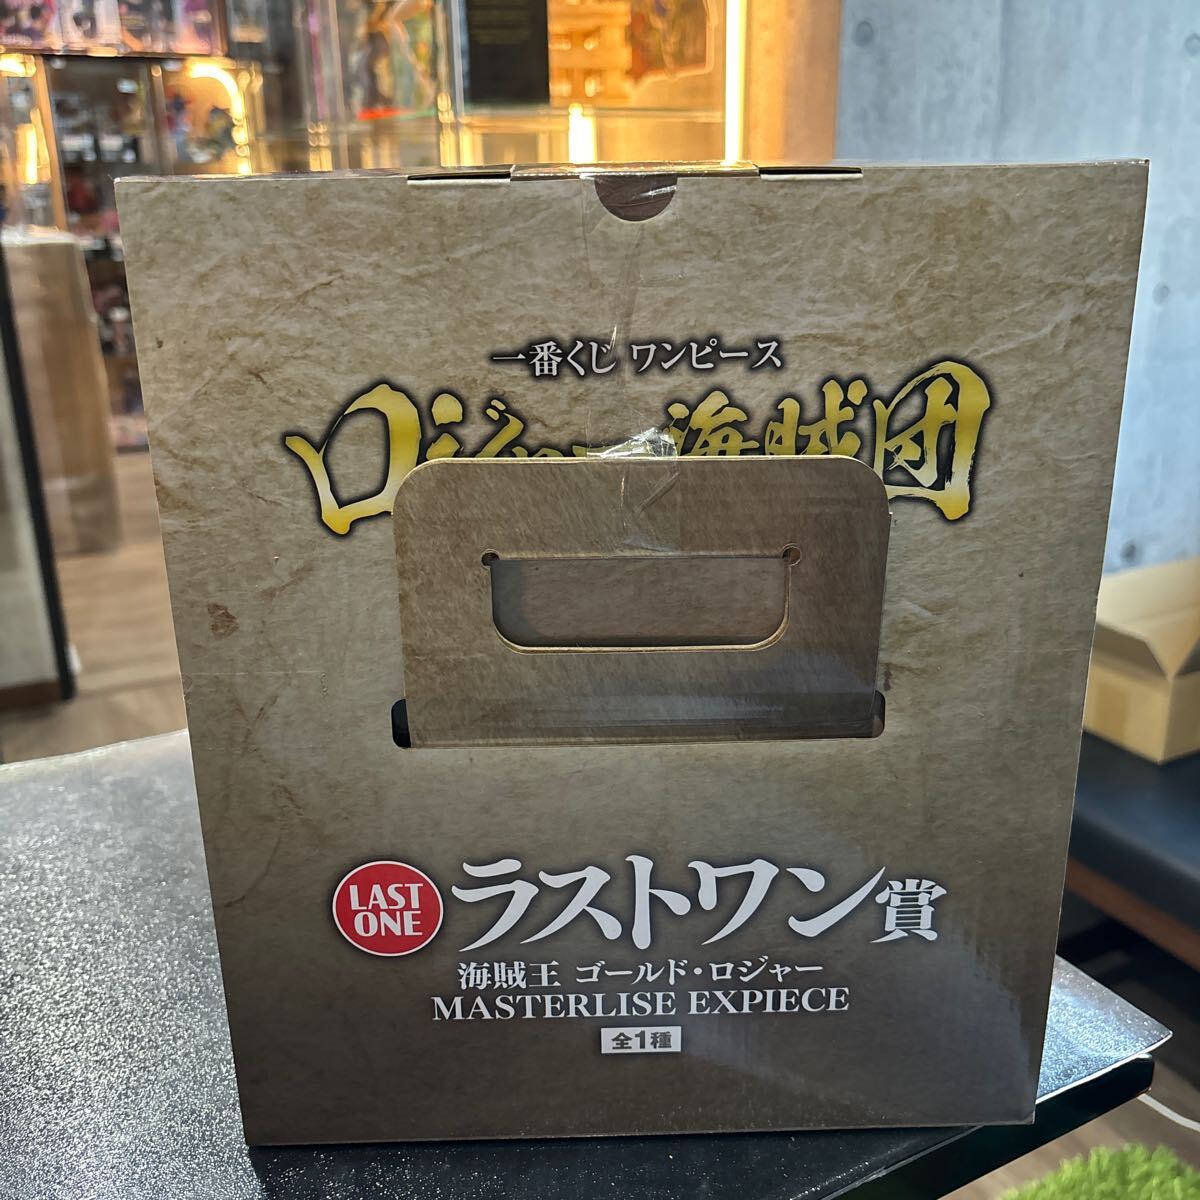 一番くじ ワンピース
ロジャー海賊団
LAST
ONE
ラストワン賞
海賊王 ゴールド・ロジャー
MASTERLISE EXPIECE
全1種